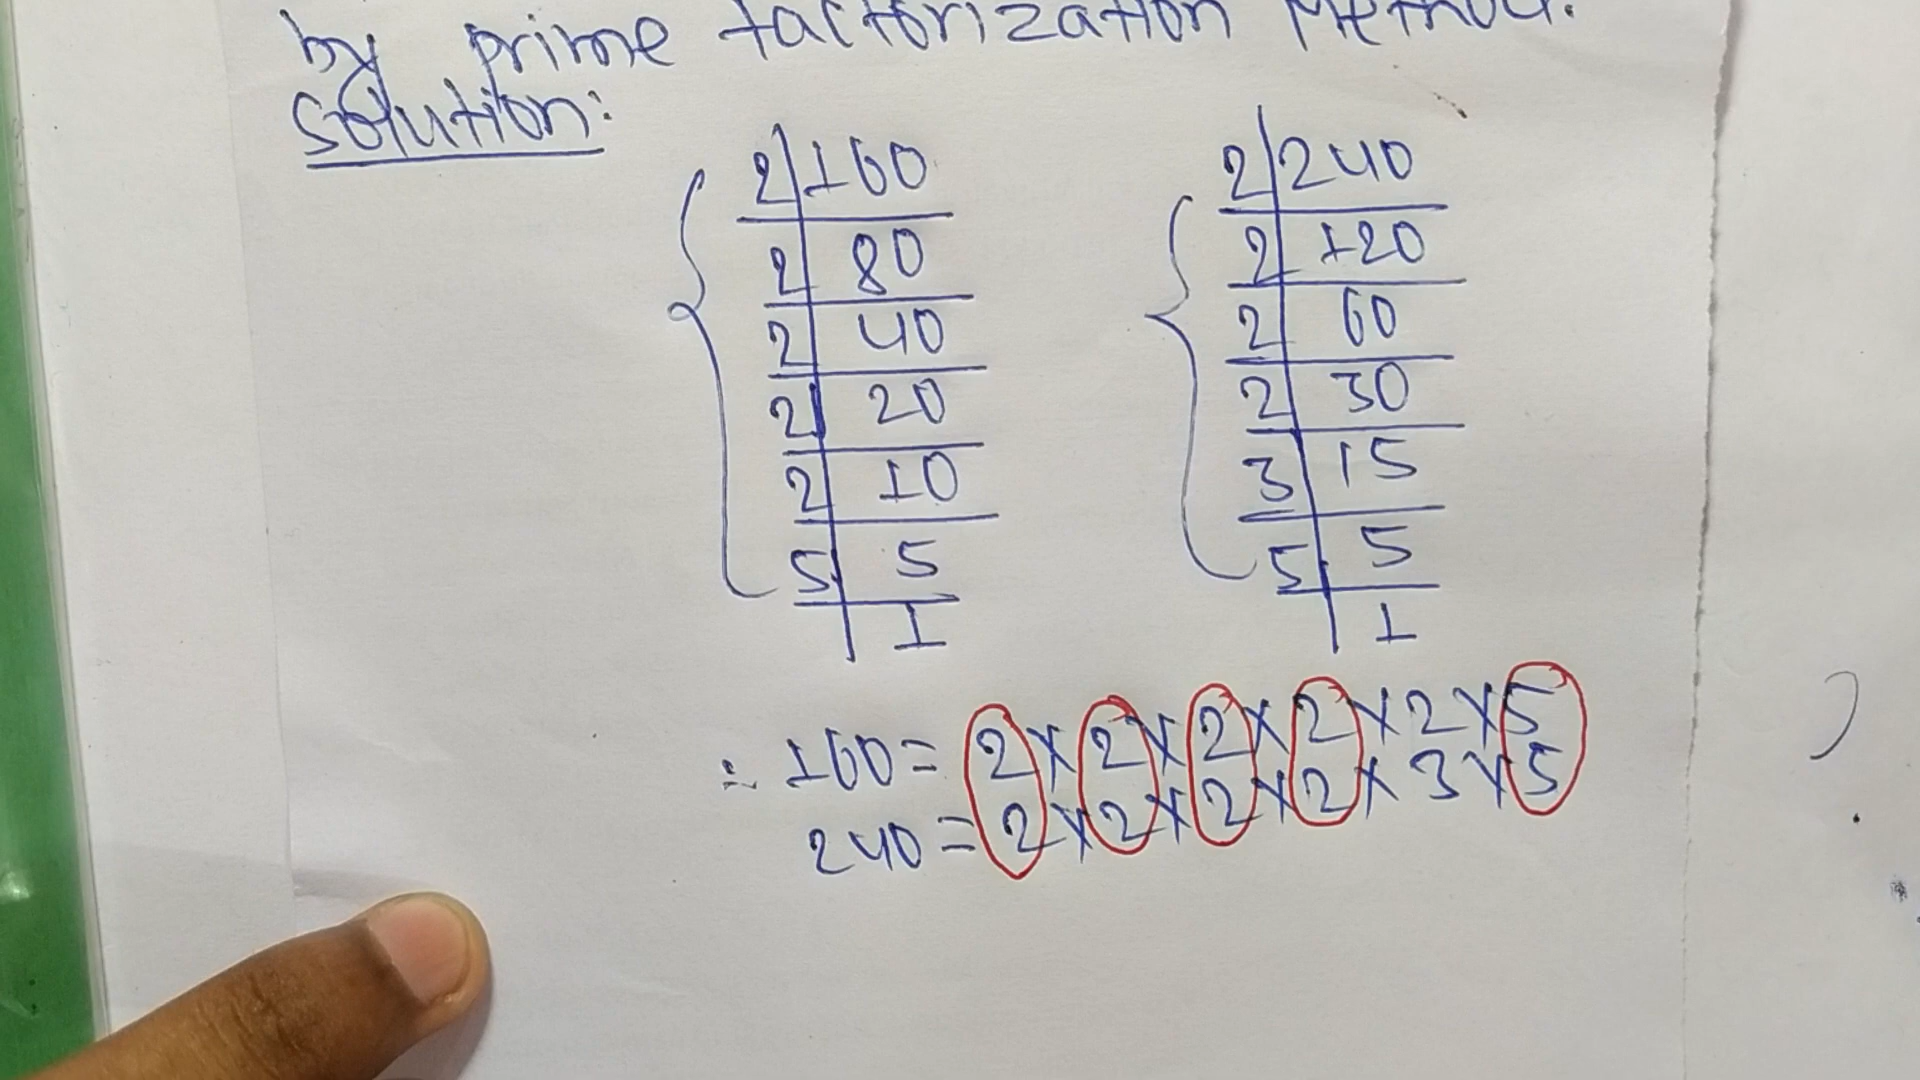 by prime factorization Method.
Solution:
2 | 160
2 | 80
2 | 40
2 | 20
2 | 10
5 | 5
| 1
2 | 240
2 | 120
2 | 60
2 | 30
3 | 15
5 | 5
| 1
∴ 160 = 2×2×2×2×2×5
240 = 2×2×2×2×3×5